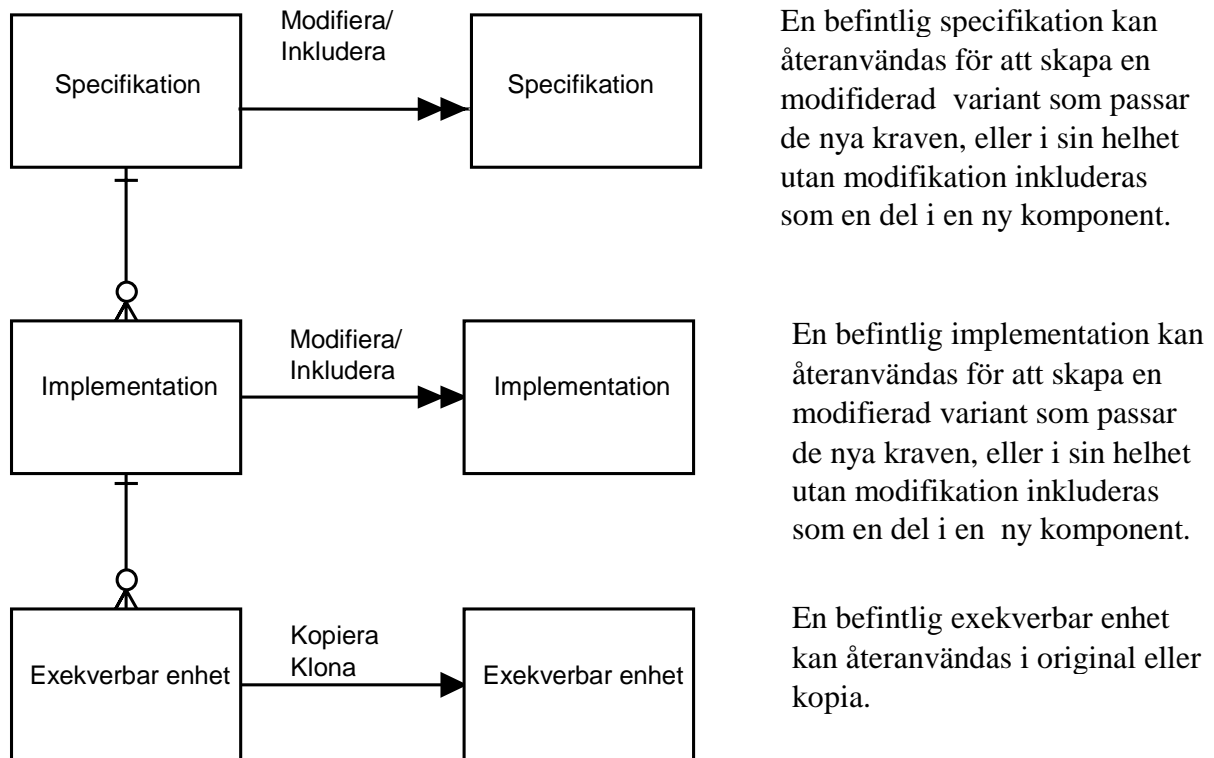 Specifikation
Modifiera/
Inkludera
Specifikation
En befintlig specifikation kan
återanvändas för att skapa en
modifiderad variant som passar
de nya kraven, eller i sin helhet
utan modifikation inkluderas
som en del i en ny komponent.
Implementation
Modifiera/
Inkludera
Implementation
En befintlig implementation kan
återanvändas för att skapa en
modifierad variant som passar
de nya kraven, eller i sin helhet
utan modifikation inkluderas
som en del i en ny komponent.
Exekverbar enhet
Kopiera
Klona
Exekverbar enhet
En befintlig exekverbar enhet
kan återanvändas i original eller
kopia.